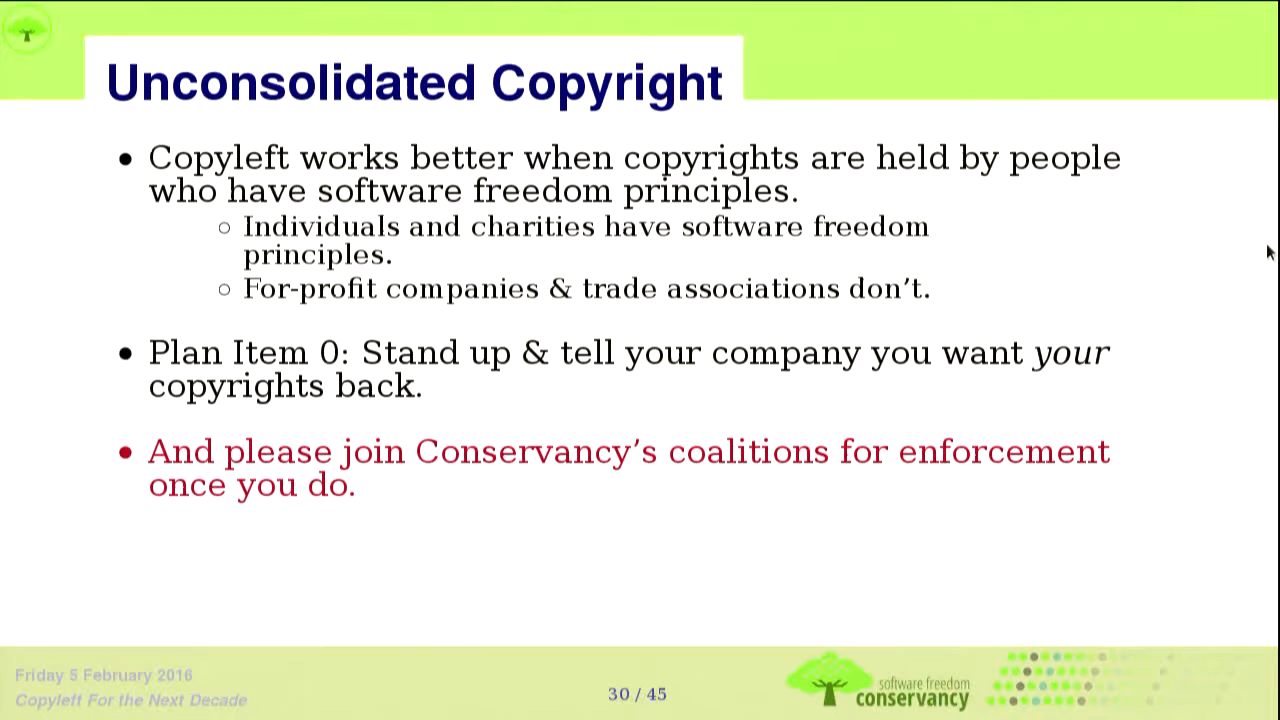 Unconsolidated Copyright
• Copyleft works better when copyrights are held by people
who have software freedom principles.
○ Individuals and charities have software freedom
principles.
○ For-profit companies & trade associations don’t.
• Plan Item 0: Stand up & tell your company you want your
copyrights back.
• And please join Conservancy’s coalitions for enforcement
once you do.
Friday 5 February 2016
Copyleft For the Next Decade
30 / 45
software freedom
conservancy